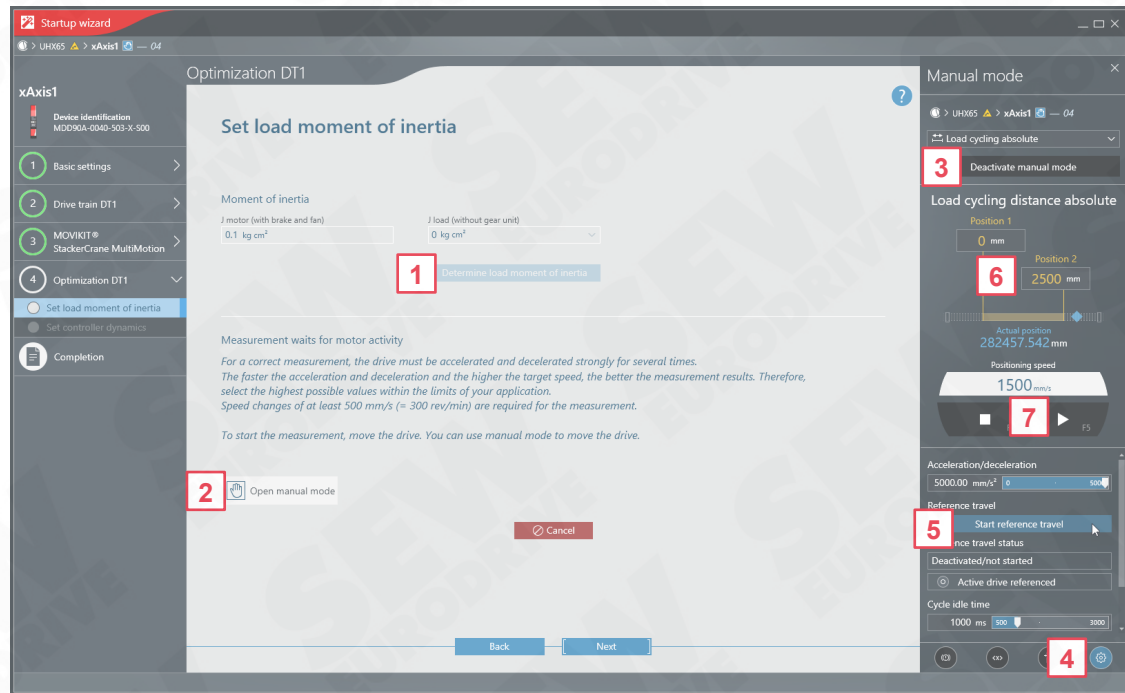 Startup wizard
UHX65 > xAxis1 — 04
xAxis1
Device identification
MDD90A-0040-503-X-S00
1 Basic settings
2 Drive train DT1
3 MOVIKIT®
StackerCrane MultiMotion
4 Optimization DT1
Set load moment of inertia
Set controller dynamics
Completion
Optimization DT1
?
Set load moment of inertia
Moment of inertia
J motor (with brake and fan)
0.1 kg cm²
J load (without gear unit)
0 kg cm²
1
Determine load moment of inertia
Measurement waits for motor activity
For a correct measurement, the drive must be accelerated and decelerated strongly for several times.
The faster the acceleration and deceleration and the higher the target speed, the better the measurement results. Therefore,
select the highest possible values within the limits of your application.
Speed changes of at least 500 mm/s (= 300 rev/min) are required for the measurement.
To start the measurement, move the drive. You can use manual mode to move the drive.
2
Open manual mode
Cancel
Back
Next
Manual mode
UHX65 > xAxis1 — 04
Load cycling absolute
3
Deactivate manual mode
Load cycling distance absolute
Position 1
0 mm
6
Position 2
2500 mm
Actual position
282457.542 mm
Positioning speed
1500 mm/s
7
F5
Acceleration/deceleration
5000.00 mm/s² 0
Reference travel
5
Start reference travel
travel status
Deactivated/not started
Active drive referenced
Cycle idle time
1000 ms 500 3000
4
SEW
EURODRIVE